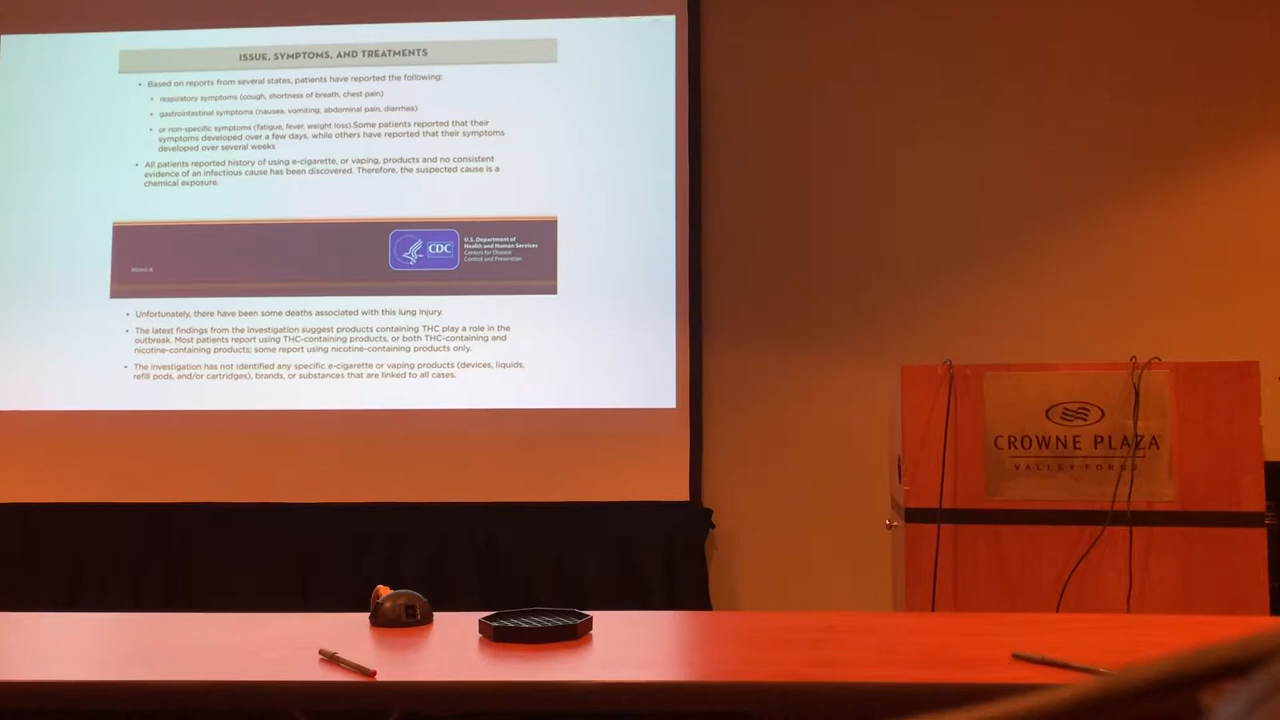 ISSUE, SYMPTOMS, AND TREATMENTS
• Based on reports from several states, patients have reported the following:
• respiratory symptoms (cough, shortness of breath, chest pain)
• gastrointestinal symptoms (nausea, vomiting, abdominal pain, diarrhea)
• or non-specific symptoms (fatigue, fever, weight loss).Some patients reported that their
symptoms developed over a few days, while others have reported that their symptoms
developed over several weeks
• All patients reported history of using e-cigarette, or vaping, products and no consistent
evidence of an infectious cause has been discovered. Therefore, the suspected cause is a
chemical exposure.
CDC
U.S. Department of
Health and Human Services
Centers for Disease
Control and Prevention
• Unfortunately, there have been some deaths associated with this lung injury.
• The latest findings from the investigation suggest products containing THC play a role in the
outbreak. Most patients report using THC-containing products, or both THC-containing and
nicotine-containing products; some report using nicotine-containing products only.
• The investigation has not identified any specific e-cigarette or vaping products (devices, liquids,
refill pods, and/or cartridges), brands, or substances that are linked to all cases.
CROWNE PLAZA
VALLEY FORGE